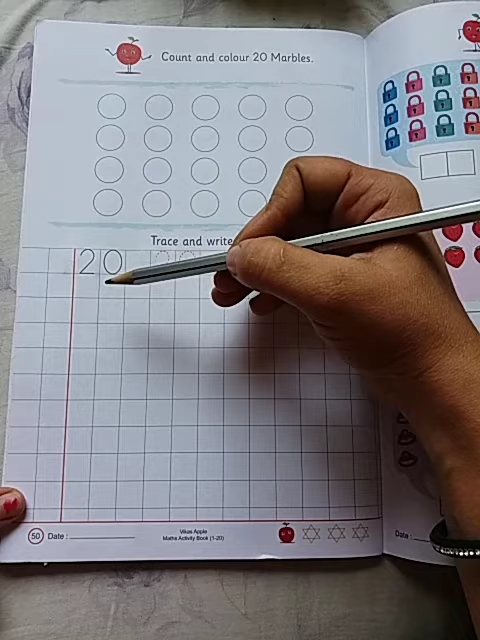 Count and colour 20 Marbles.
Trace and write
20
50 Date :
Vikas Apple
Maths Activity Book (1-20)
Date :